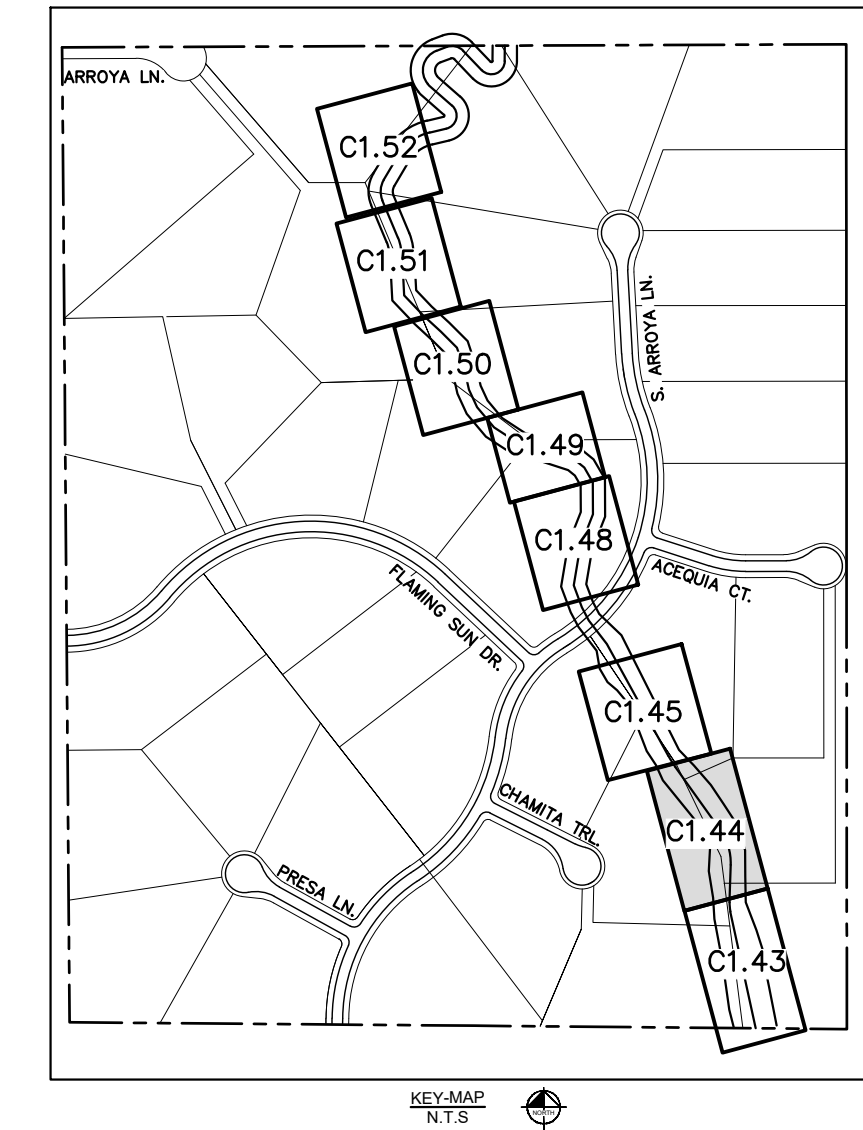 ARROYA LN.
C1.52
C1.51
S. ARROYA LN.
C1.50
C1.49
C1.48
ACEQUIA CT.
FLAMING SUN DR.
C1.45
CHAMITA TRL.
C1.44
PRESA LN.
C1.43
KEY-MAP
N.T.S
NORTH